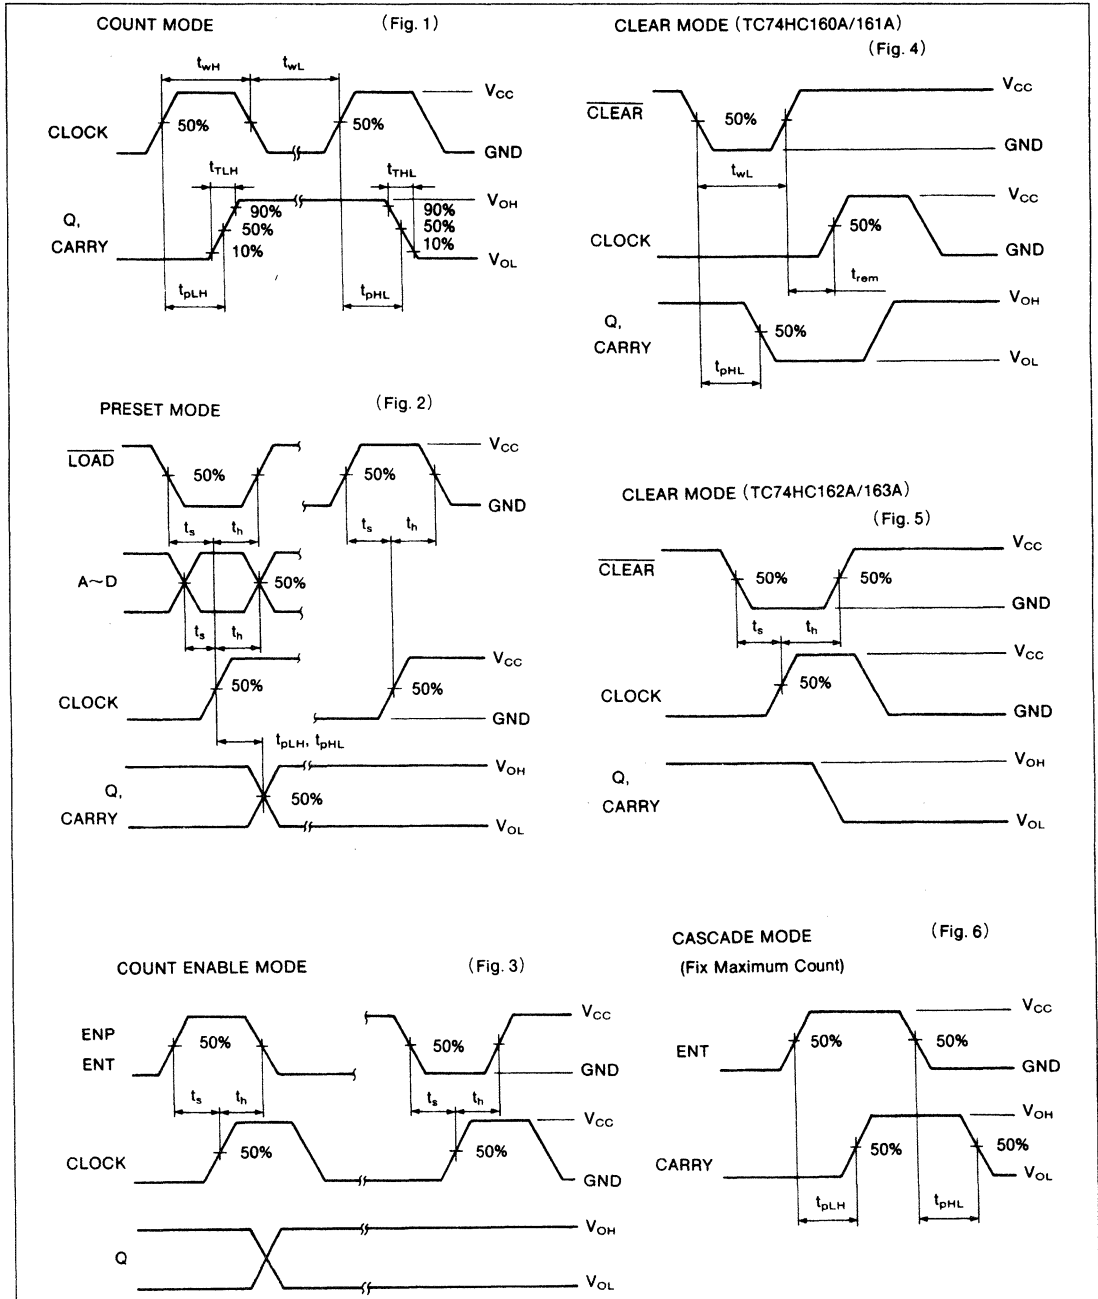 COUNT MODE (Fig. 1)
t_wH t_wL
V_CC
CLOCK 50% 50%
GND
t_TLH t_THL
V_OH
90% 90%
Q, 50% 50%
CARRY 10% 10%
V_OL
t_pLH t_pHL
PRESET MODE (Fig. 2)
V_CC
LOAD 50% 50%
GND
t_s t_h t_s t_h
A~D 50%
t_s t_h
V_CC
CLOCK 50% 50%
GND
t_pLH, t_pHL
V_OH
Q, 50%
CARRY
V_OL
COUNT ENABLE MODE (Fig. 3)
V_CC
ENP 50% 50%
ENT
GND
t_s t_h t_s t_h
V_CC
CLOCK 50% 50%
GND
V_OH
Q
V_OL
CLEAR MODE (TC74HC160A/161A)
(Fig. 4)
V_CC
CLEAR 50%
GND
t_wL
V_CC
CLOCK 50%
GND
t_rem
V_OH
Q, 50%
CARRY
V_OL
t_pHL
CLEAR MODE (TC74HC162A/163A)
(Fig. 5)
V_CC
CLEAR 50% 50%
GND
t_s t_h
V_CC
CLOCK 50%
GND
V_OH
Q,
CARRY
V_OL
CASCADE MODE (Fig. 6)
(Fix Maximum Count)
V_CC
ENT 50% 50%
GND
V_OH
CARRY 50% 50%
V_OL
t_pLH t_pHL